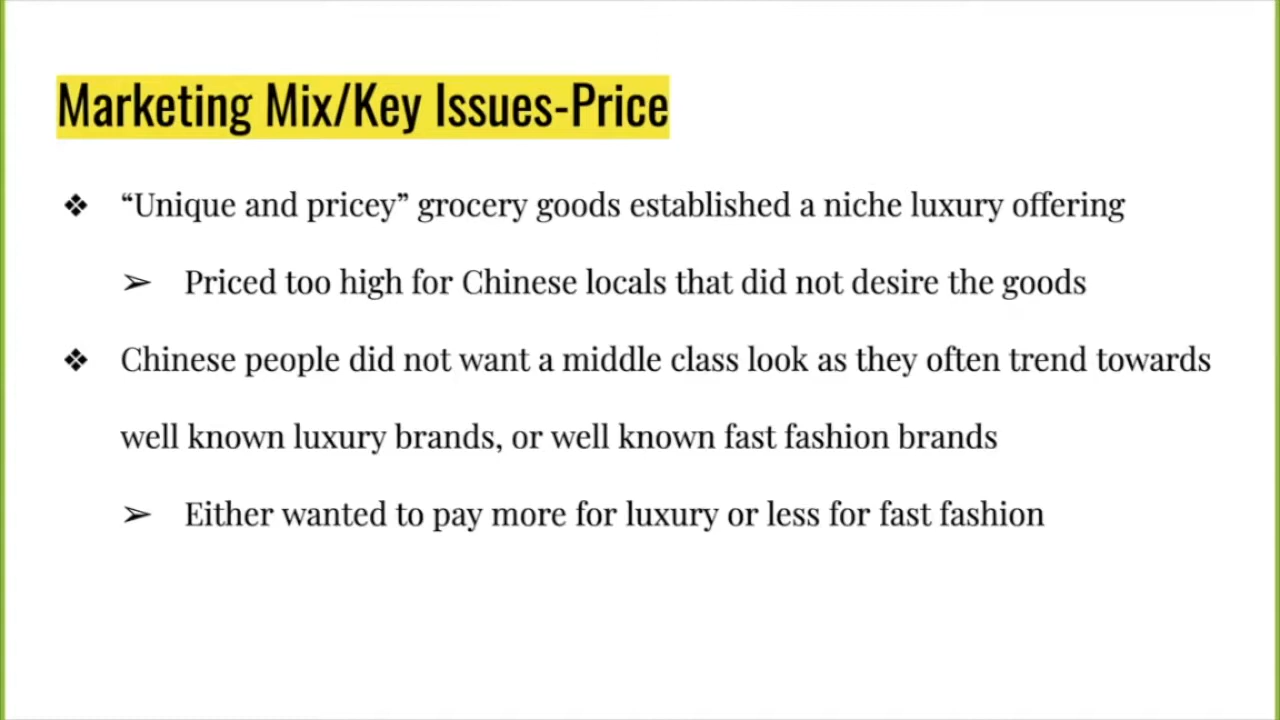 Marketing Mix/Key Issues-Price
❖ “Unique and pricey” grocery goods established a niche luxury offering
➢ Priced too high for Chinese locals that did not desire the goods
❖ Chinese people did not want a middle class look as they often trend towards
well known luxury brands, or well known fast fashion brands
➢ Either wanted to pay more for luxury or less for fast fashion